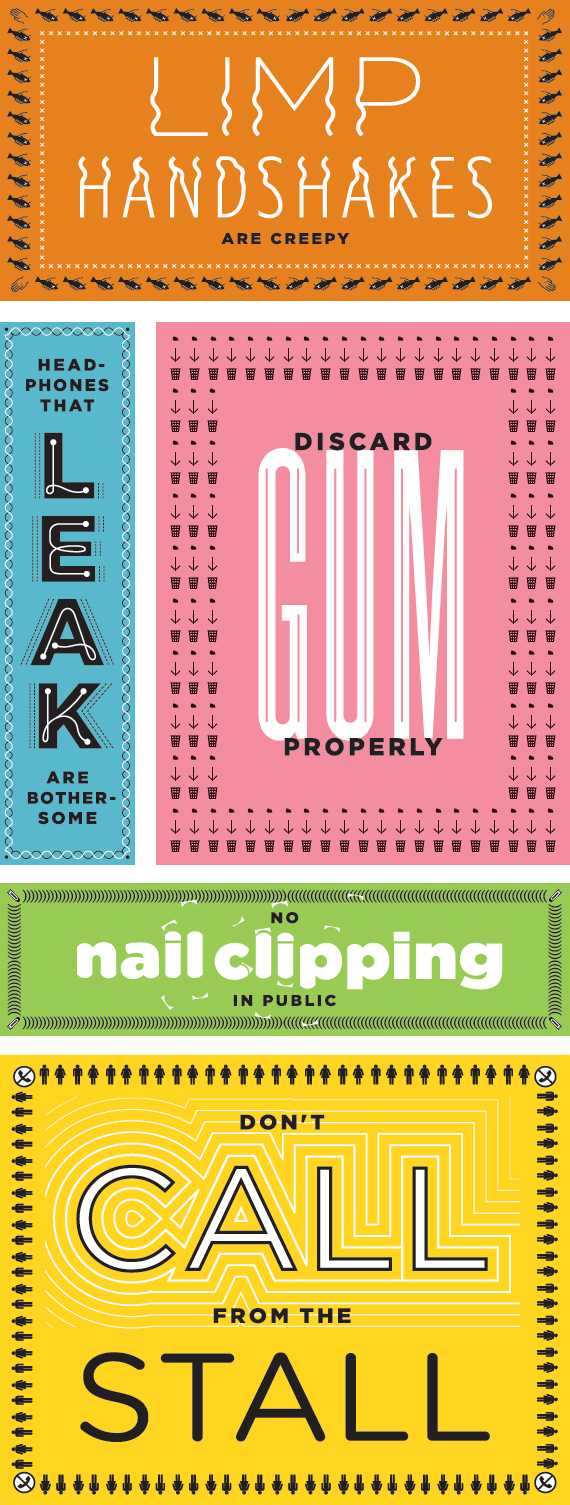 LIMP
HANDSHAKES
ARE CREEPY
HEAD-
PHONES
THAT
LEAK
ARE
BOTHER-
SOME
DISCARD
GUM
PROPERLY
NO
nail clipping
IN PUBLIC
DON'T
CALL
FROM THE
STALL